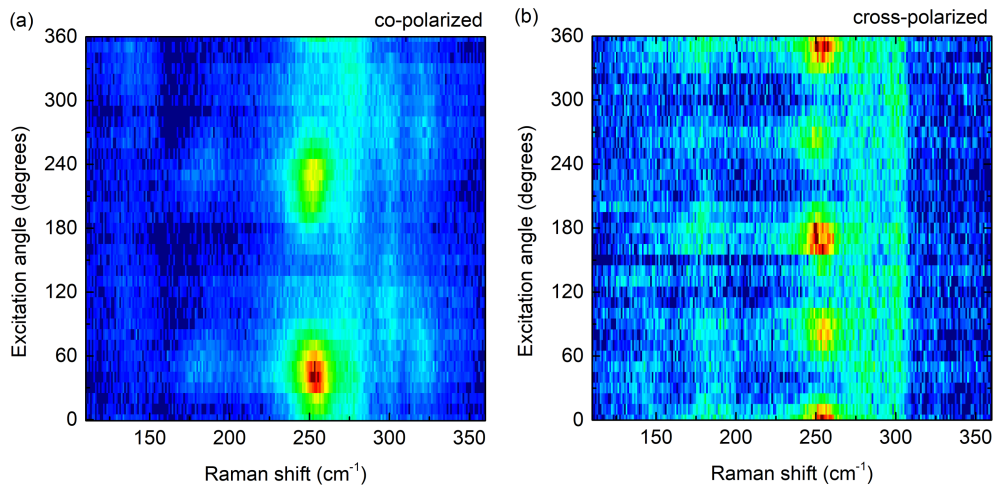 (a) co-polarized
360
300
240
180
120
60
0
Excitation angle (degrees)
150 200 250 300 350
Raman shift (cm⁻¹)
(b) cross-polarized
360
300
240
180
120
60
0
Excitation angle (degrees)
150 200 250 300 350
Raman shift (cm⁻¹)